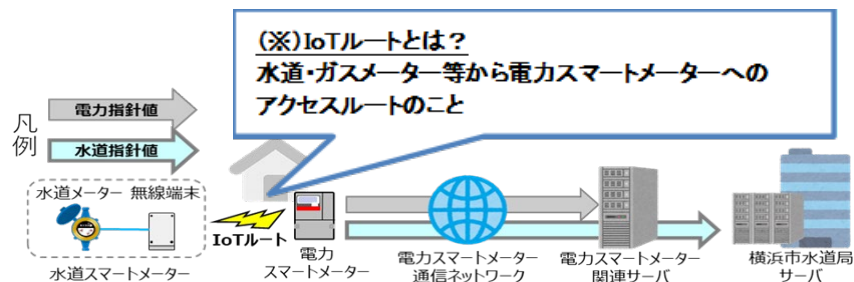 (※)IoTルートとは？
水道・ガスメーター等から電力スマートメーターへの
アクセスルートのこと
凡例
電力指針値
水道指針値
水道メーター 無線端末
IoTルート
水道スマートメーター
電力
スマートメーター
電力スマートメーター
通信ネットワーク
電力スマートメーター
関連サーバ
横浜市水道局
サーバ